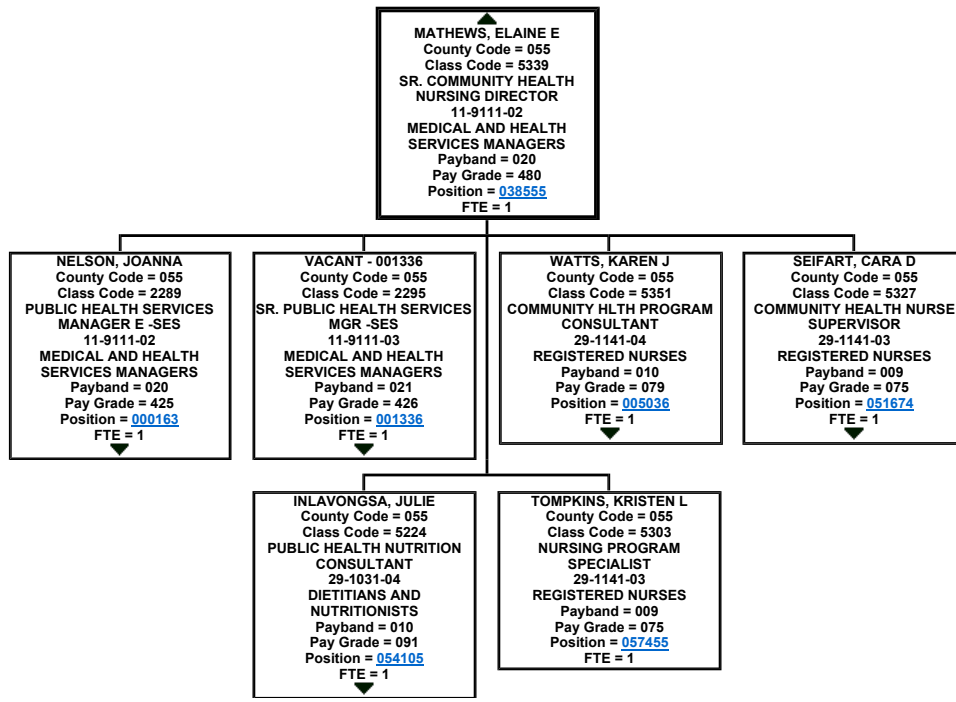 MATHEWS, ELAINE E
County Code = 055
Class Code = 5339
SR. COMMUNITY HEALTH
NURSING DIRECTOR
11-9111-02
MEDICAL AND HEALTH
SERVICES MANAGERS
Payband = 020
Pay Grade = 480
Position = 038555
FTE = 1
NELSON, JOANNA
County Code = 055
Class Code = 2289
PUBLIC HEALTH SERVICES
MANAGER E -SES
11-9111-02
MEDICAL AND HEALTH
SERVICES MANAGERS
Payband = 020
Pay Grade = 425
Position = 000163
FTE = 1
VACANT - 001336
County Code = 055
Class Code = 2295
SR. PUBLIC HEALTH SERVICES
MGR -SES
11-9111-03
MEDICAL AND HEALTH
SERVICES MANAGERS
Payband = 021
Pay Grade = 426
Position = 001336
FTE = 1
WATTS, KAREN J
County Code = 055
Class Code = 5351
COMMUNITY HLTH PROGRAM
CONSULTANT
29-1141-04
REGISTERED NURSES
Payband = 010
Pay Grade = 079
Position = 005036
FTE = 1
SEIFART, CARA D
County Code = 055
Class Code = 5327
COMMUNITY HEALTH NURSE
SUPERVISOR
29-1141-03
REGISTERED NURSES
Payband = 009
Pay Grade = 075
Position = 051674
FTE = 1
INLAVONGSA, JULIE
County Code = 055
Class Code = 5224
PUBLIC HEALTH NUTRITION
CONSULTANT
29-1031-04
DIETITIANS AND
NUTRITIONISTS
Payband = 010
Pay Grade = 091
Position = 054105
FTE = 1
TOMPKINS, KRISTEN L
County Code = 055
Class Code = 5303
NURSING PROGRAM
SPECIALIST
29-1141-03
REGISTERED NURSES
Payband = 009
Pay Grade = 075
Position = 057455
FTE = 1